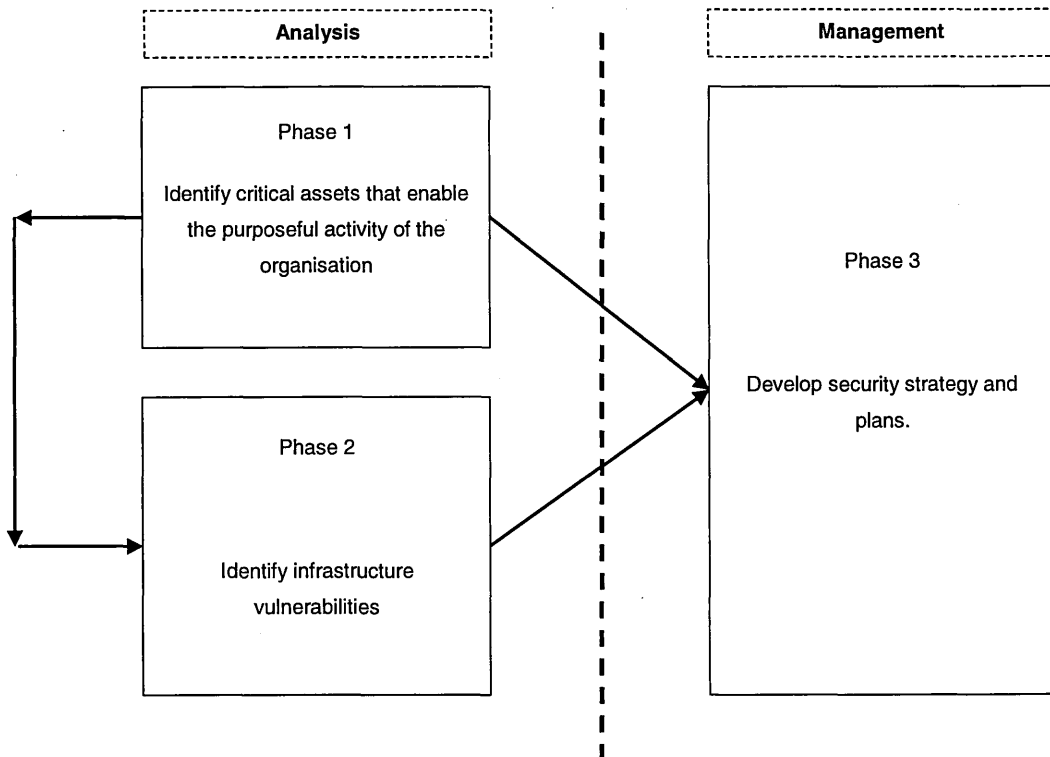 Analysis
Management
Phase 1
Identify critical assets that enable
the purposeful activity of the
organisation
Phase 2
Identify infrastructure
vulnerabilities
Phase 3
Develop security strategy and
plans.